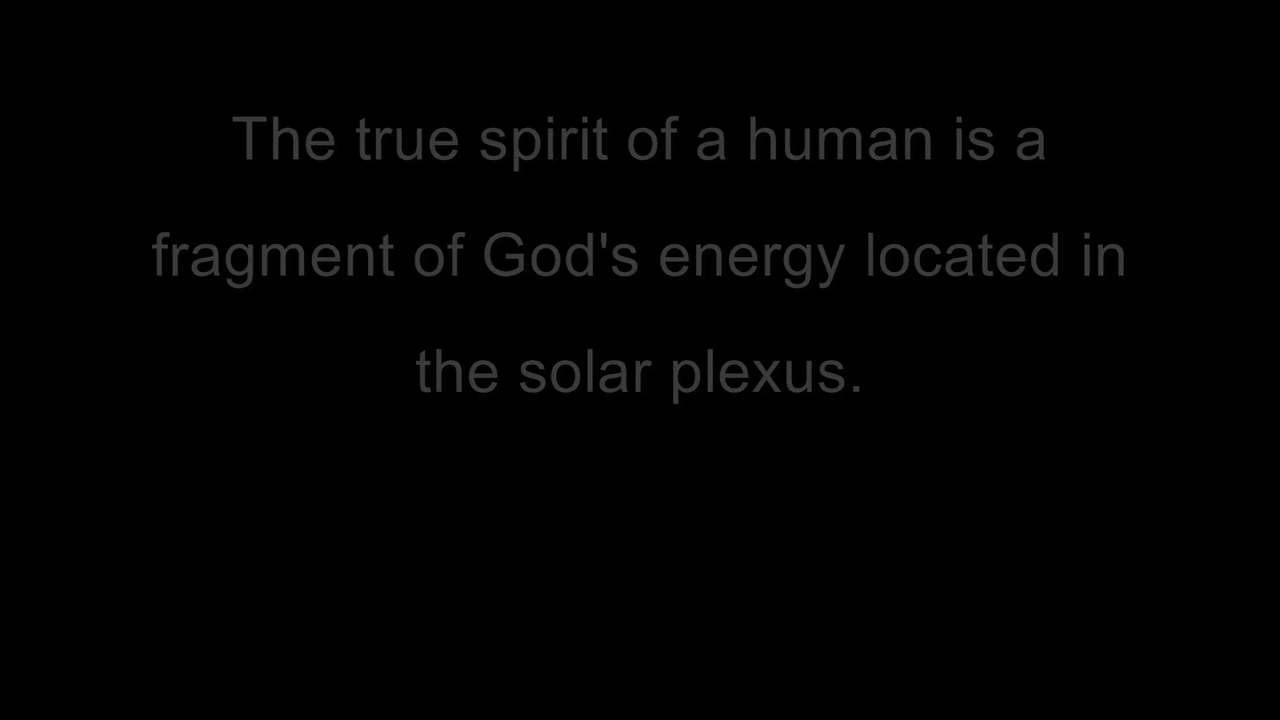 The true spirit of a human is a
fragment of God's energy located in
the solar plexus.